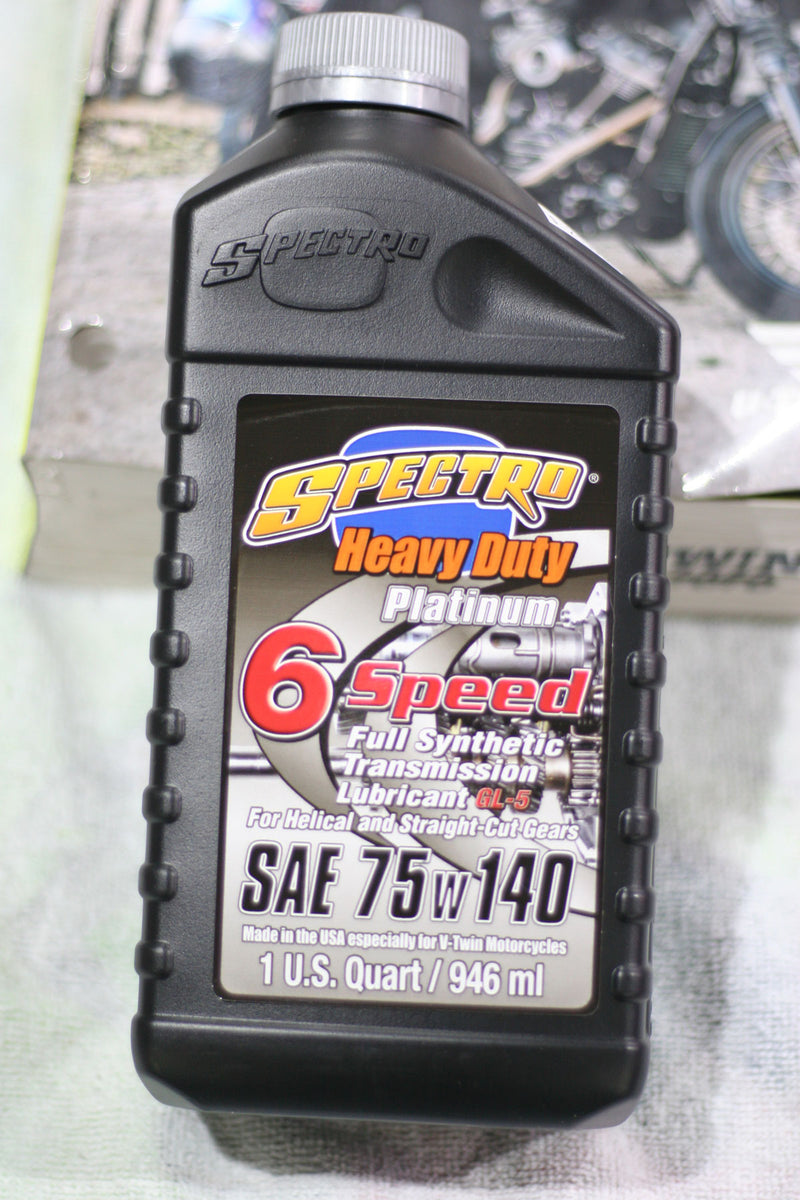 SPECTRO
SPECTRO®
Heavy Duty
Platinum
6 Speed
Full Synthetic
Transmission
Lubricant GL-5
For Helical and Straight-Cut Gears
SAE 75W140
Made in the USA especially for V-Twin Motorcycles
1 U.S. Quart / 946 ml